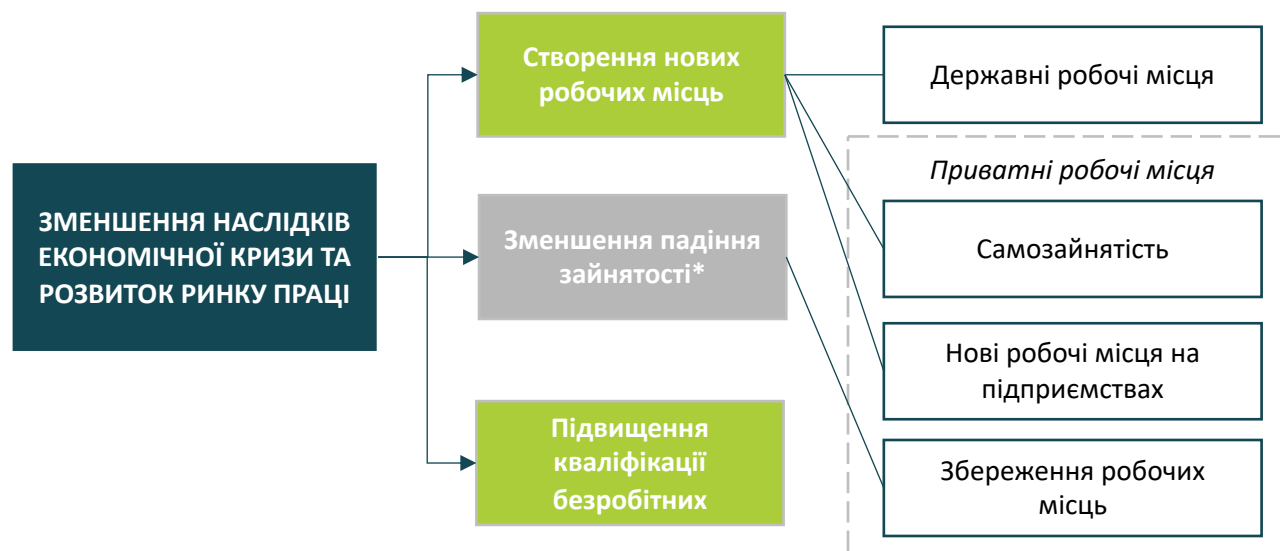 ЗМЕНШЕННЯ НАСЛІДКІВ
ЕКОНОМІЧНОЇ КРИЗИ ТА
РОЗВИТОК РИНКУ ПРАЦІ
Створення нових
робочих місць
Зменшення падіння
зайнятості*
Підвищення
кваліфікації
безробітних
Державні робочі місця
Приватні робочі місця
Самозайнятість
Нові робочі місця на
підприємствах
Збереження робочих
місць